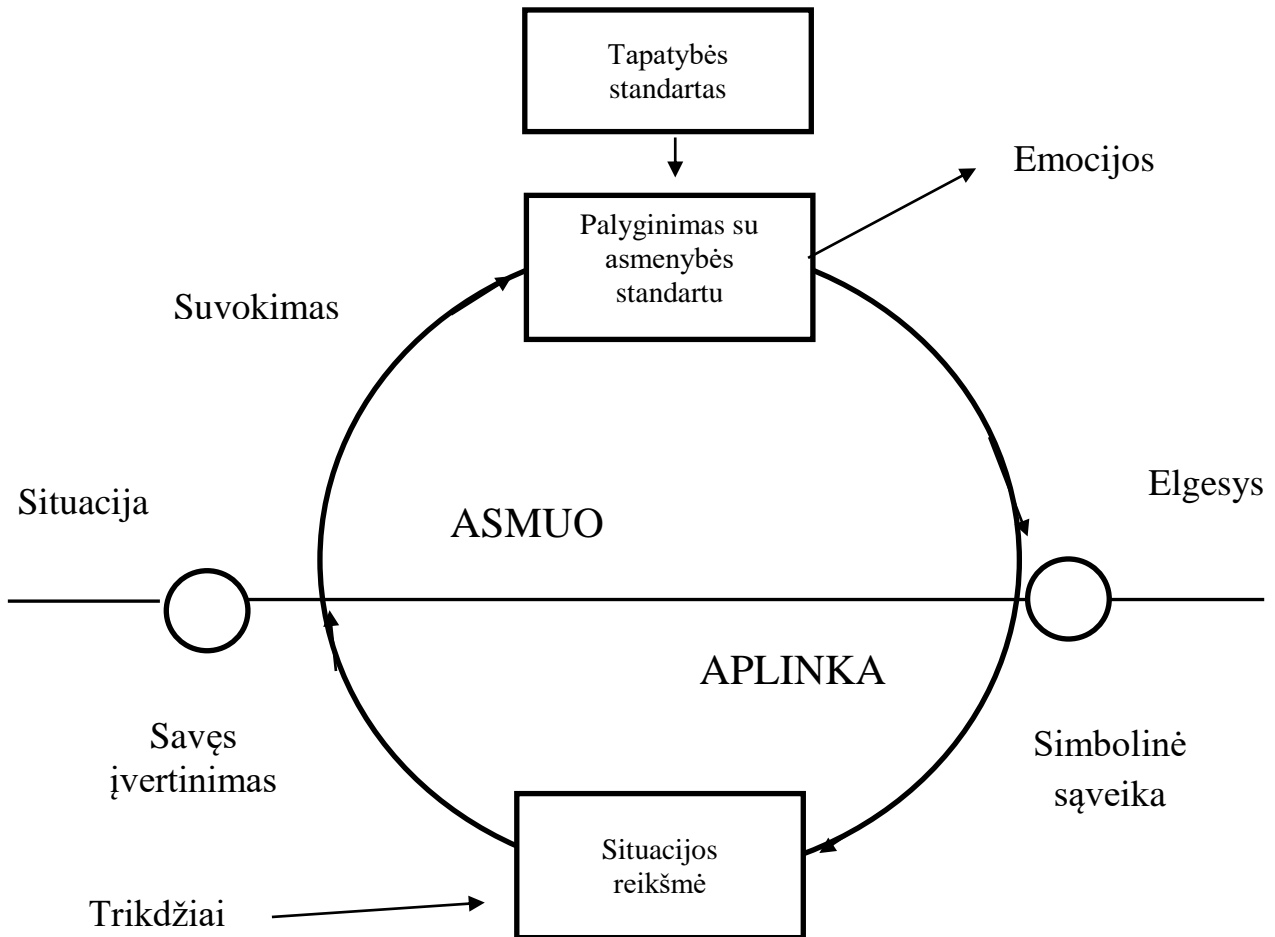 Tapatybės
standartas
Emocijos
Palyginimas su
asmenybės
standartu
Suvokimas
Situacija
Elgesys
ASMUO
APLINKA
Savęs
įvertinimas
Simbolinė
sąveika
Situacijos
reikšmė
Trikdžiai